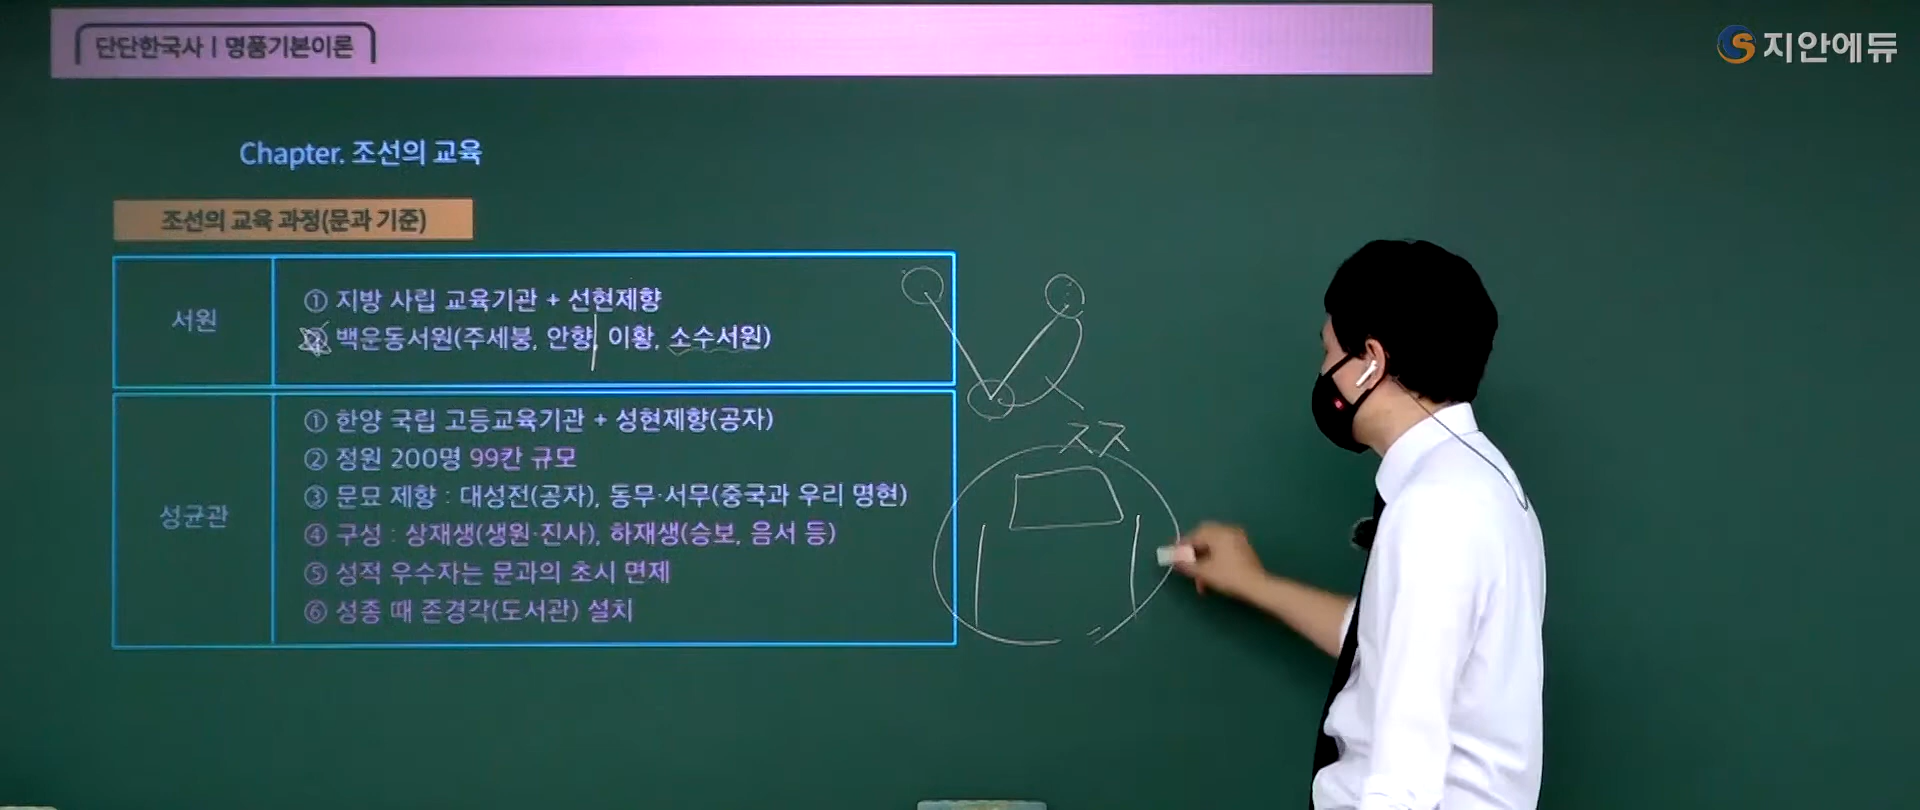 단단한국사 | 명품기본이론
S 지안에듀
Chapter. 조선의 교육
조선의 교육 과정(문과 기준)
서원
① 지방 사립 교육기관 + 선현제향
② 백운동서원(주세붕, 안향, 이황, 소수서원)
성균관
① 한양 국립 고등교육기관 + 성현제향(공자)
② 정원 200명 99칸 규모
③ 문묘 제향 : 대성전(공자), 동무·서무(중국과 우리 명현)
④ 구성 : 상재생(생원·진사), 하재생(승보, 음서 등)
⑤ 성적 우수자는 문과의 초시 면제
⑥ 성종 때 존경각(도서관) 설치